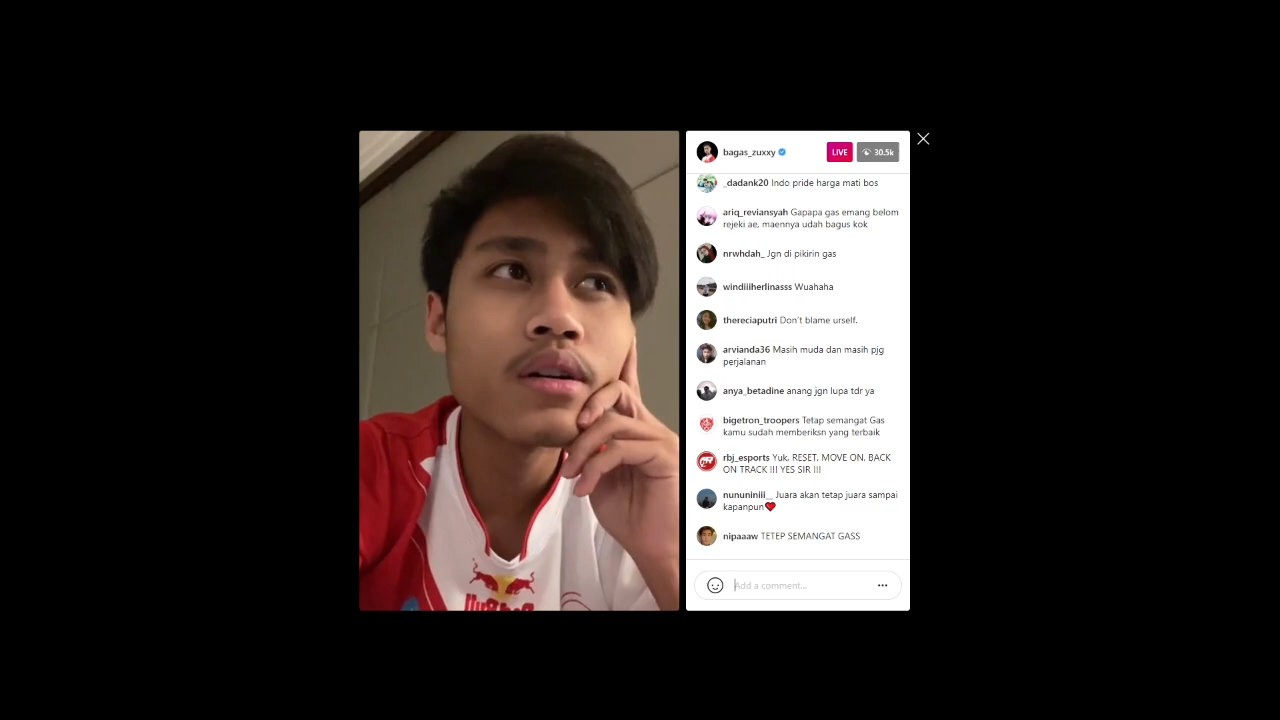 bagas_zuxxy
LIVE
30.5k
_dadank20 Indo pride harga mati bos
ariq_reviansyah Gapapa gas emang belom
rejeki ae, maennya udah bagus kok
nrwhdah_ Jgn di pikirin gas
windiiiherlinasss Wuahaha
thereciaputri Don't blame urself.
arvianda36 Masih muda dan masih pjg
perjalanan
anya_betadine anang jgn lupa tdr ya
bigetron_troopers Tetap semangat Gas
kamu sudah memberiksn yang terbaik
rbj_esports Yuk, RESET, MOVE ON, BACK
ON TRACK !!! YES SIR !!!
nununiniii__ Juara akan tetap juara sampai
kapanpun❤️
nipaaaw TETEP SEMANGAT GASS
Add a comment...
Red Bull